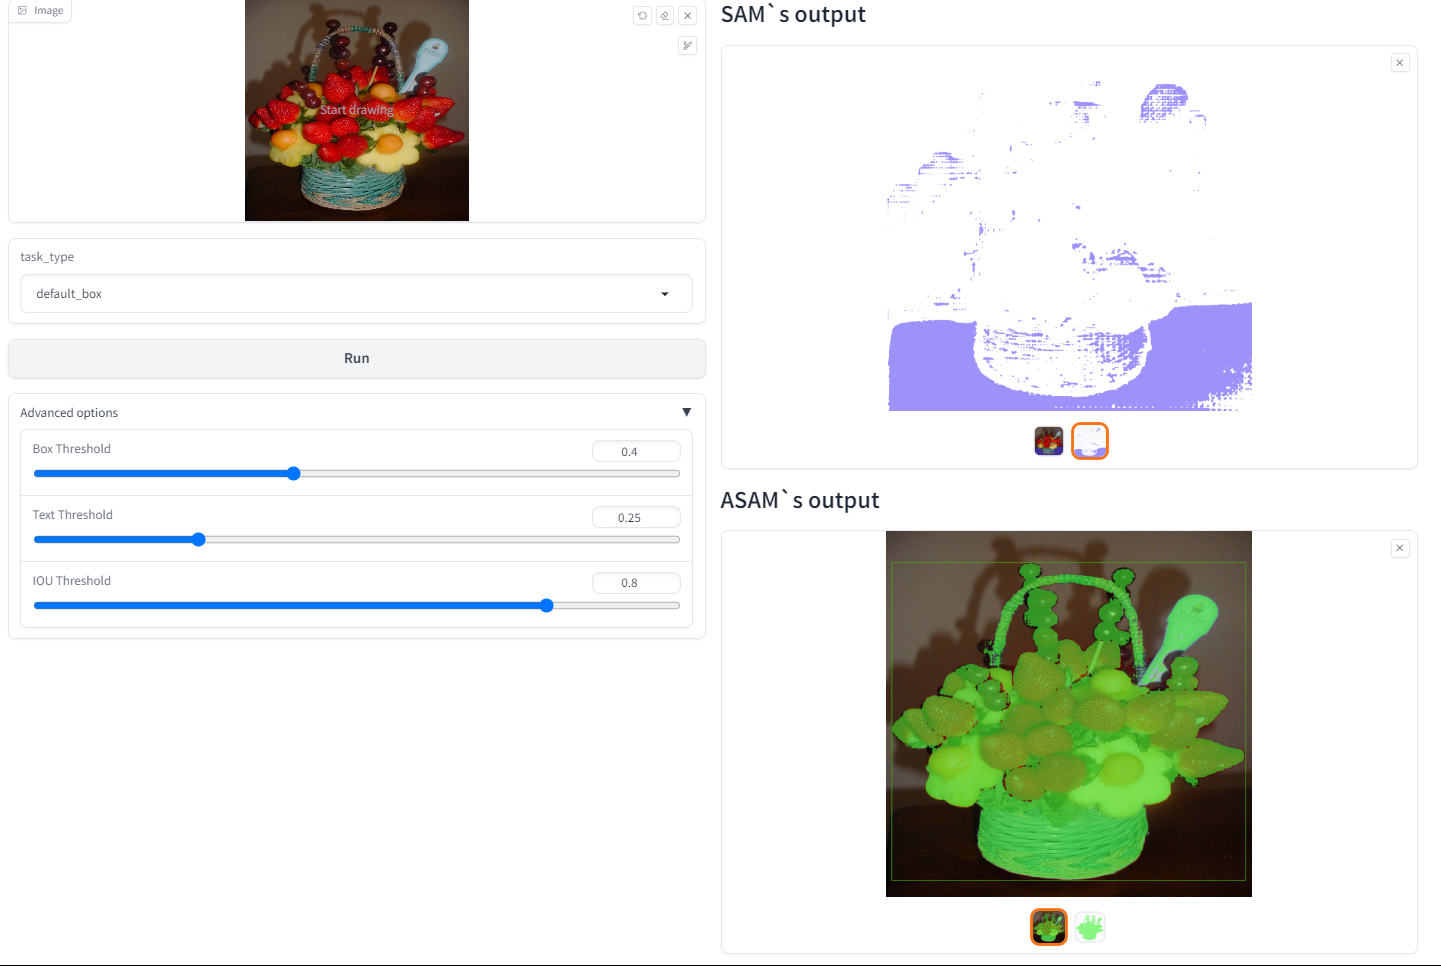 Image
Start drawing
task_type
default_box
Run
Advanced options
Box Threshold
0.4
Text Threshold
0.25
IOU Threshold
0.8
SAM`s output
ASAM`s output